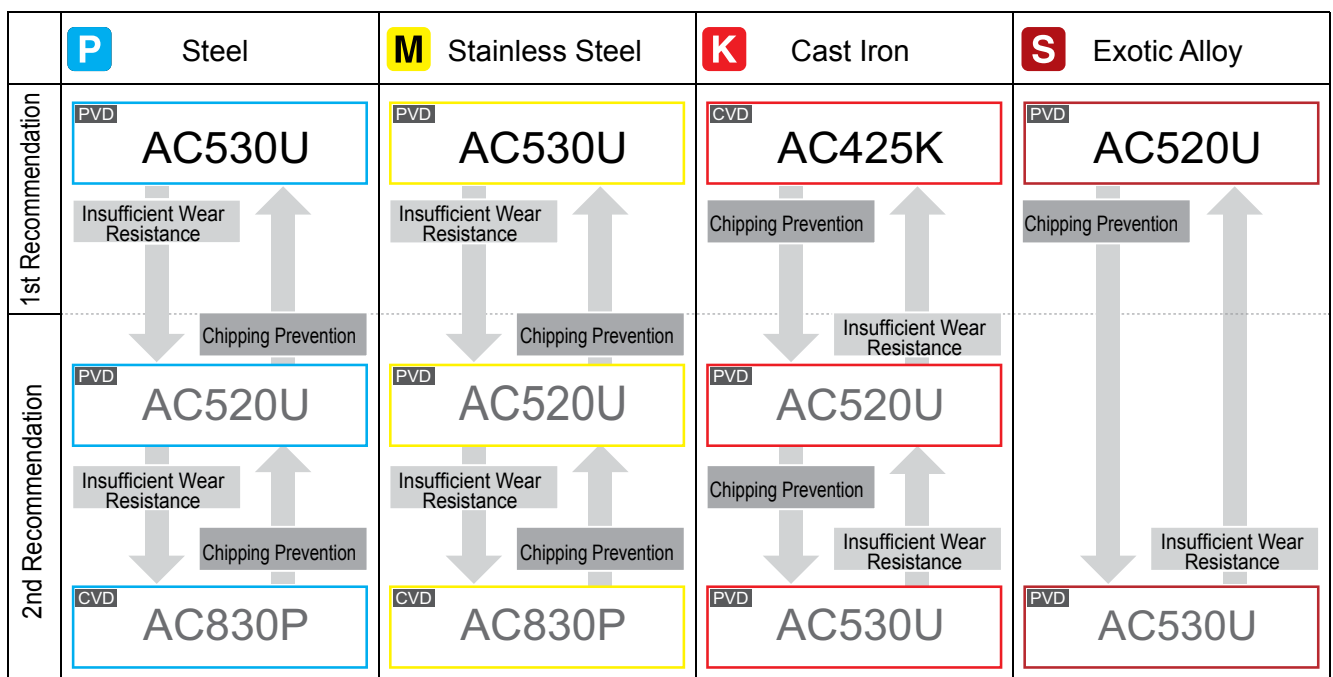 P Steel
M Stainless Steel
K Cast Iron
S Exotic Alloy
1st Recommendation
PVD
AC530U
PVD
AC530U
CVD
AC425K
PVD
AC520U
Insufficient Wear
Resistance
Insufficient Wear
Resistance
Chipping Prevention
Chipping Prevention
Chipping Prevention
Chipping Prevention
Insufficient Wear
Resistance
2nd Recommendation
PVD
AC520U
PVD
AC520U
PVD
AC520U
Insufficient Wear
Resistance
Insufficient Wear
Resistance
Chipping Prevention
Chipping Prevention
Chipping Prevention
Insufficient Wear
Resistance
Insufficient Wear
Resistance
CVD
AC830P
CVD
AC830P
PVD
AC530U
PVD
AC530U